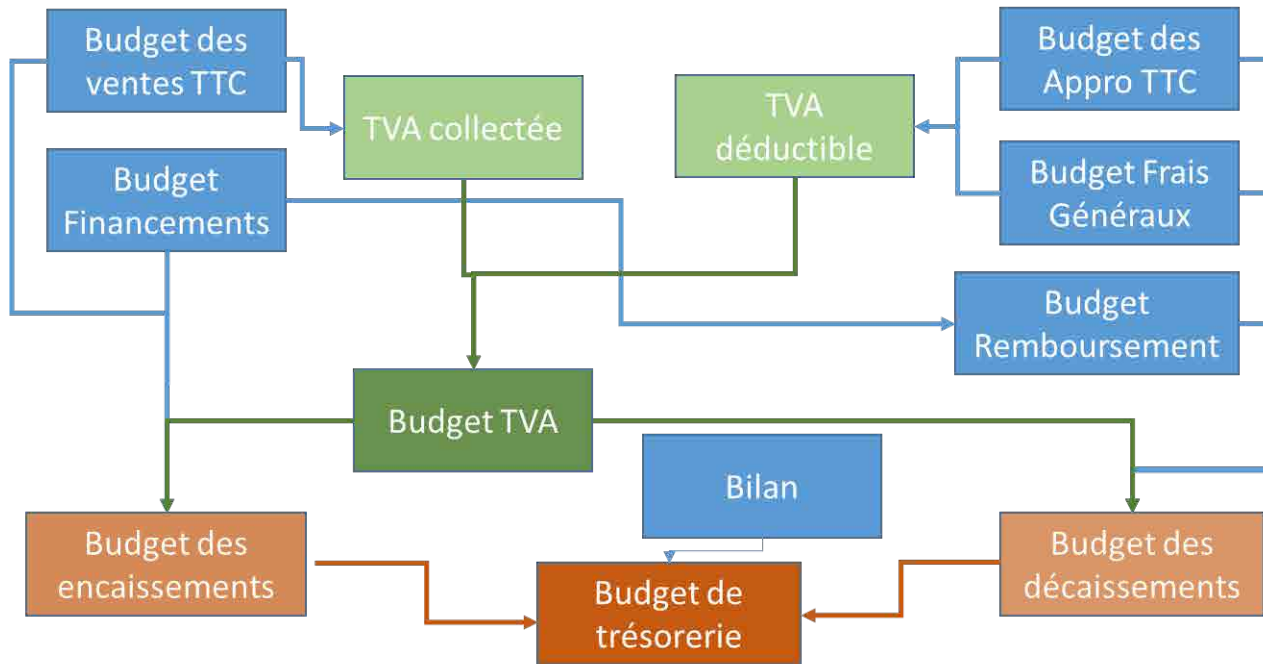 Budget des
ventes TTC
Budget des
Appro TTC
TVA collectée
TVA
déductible
Budget
Financements
Budget Frais
Généraux
Budget
Remboursement
Budget TVA
Bilan
Budget des
encaissements
Budget de
trésorerie
Budget des
décaissements